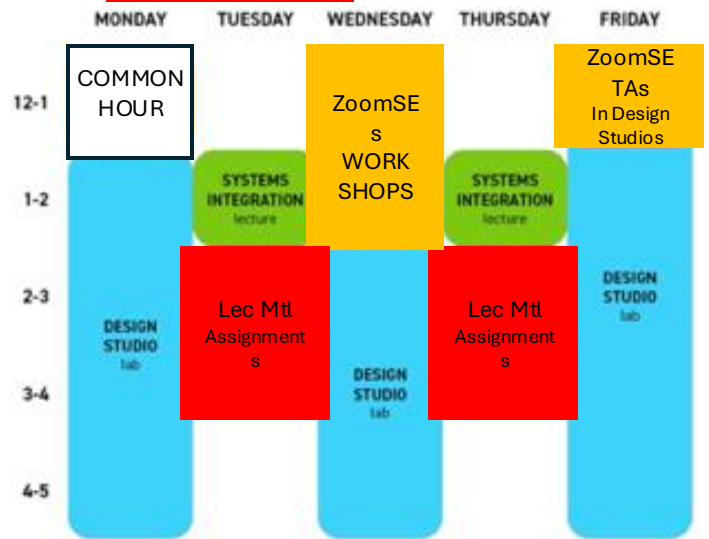 MONDAY TUESDAY WEDNESDAY THURSDAY FRIDAY
12-1
COMMON
HOUR
ZoomSE
s
WORK
SHOPS
ZoomSE
TAs
In Design
Studios
1-2
SYSTEMS
INTEGRATION
lecture
SYSTEMS
INTEGRATION
lecture
2-3
Lec Mtl
Assignment
s
Lec Mtl
Assignment
s
DESIGN
STUDIO
lab
DESIGN
STUDIO
lab
3-4
DESIGN
STUDIO
lab
4-5